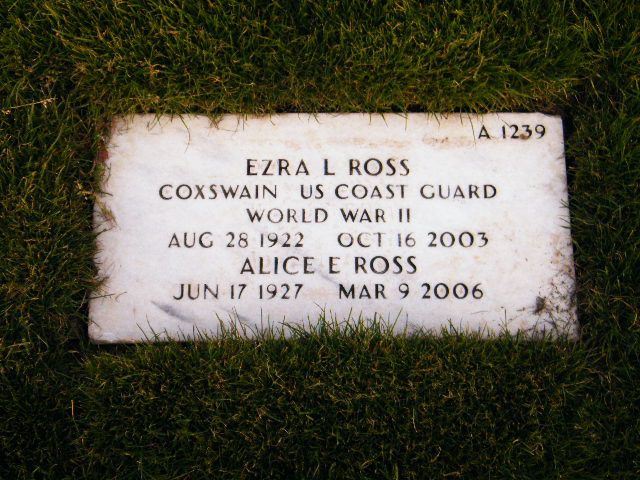 A 1239
EZRA L ROSS
COXSWAIN US COAST GUARD
WORLD WAR II
AUG 28 1922 OCT 16 2003
ALICE E ROSS
JUN 17 1927 MAR 9 2006